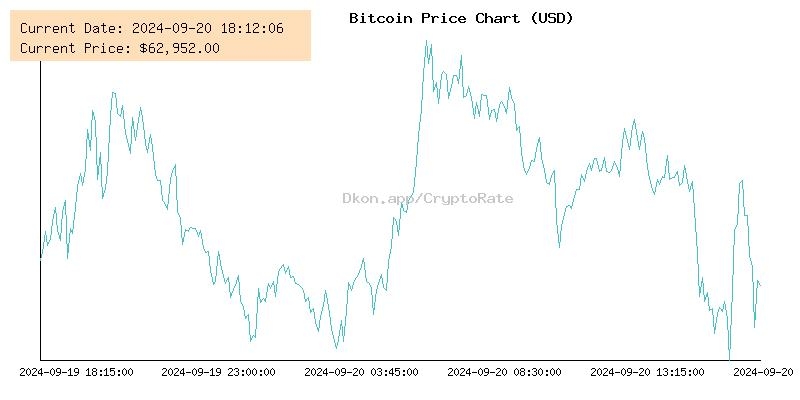 Bitcoin Price Chart (USD)
Current Date: 2024-09-20 18:12:06
Current Price: $62,952.00
Dkon.app/CryptoRate
2024-09-19 18:15:00 2024-09-19 23:00:00 2024-09-20 03:45:00 2024-09-20 08:30:00 2024-09-20 13:15:00 2024-09-20